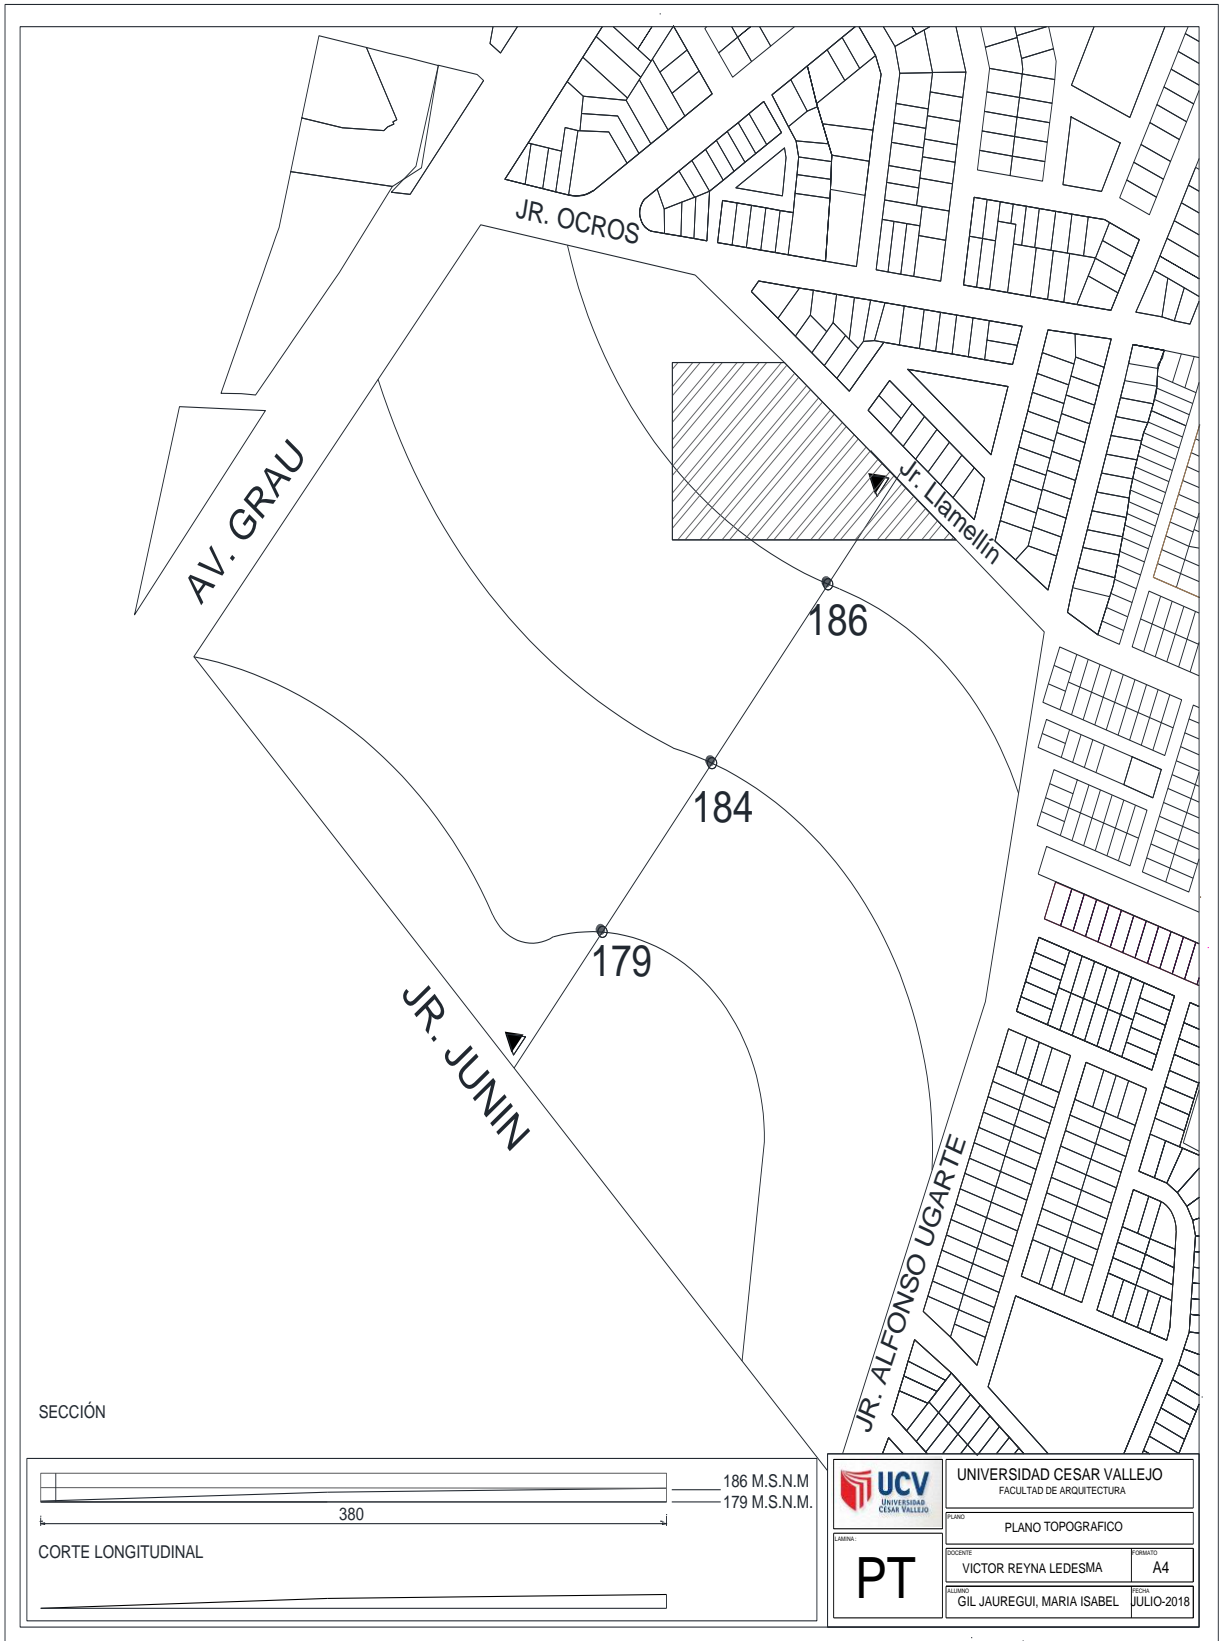 JR. OCROS
AV. GRAU
Jr. Llamellín
186
184
179
JR. JUNIN
JR. ALFONSO UGARTE
SECCIÓN
186 M.S.N.M
179 M.S.N.M.
380
CORTE LONGITUDINAL
UCV
UNIVERSIDAD
CÉSAR VALLEJO
UNIVERSIDAD CESAR VALLEJO
FACULTAD DE ARQUITECTURA
PLANO
PLANO TOPOGRAFICO
LAMINA:
PT
DOCENTE
VICTOR REYNA LEDESMA
FORMATO
A4
ALUMNO
GIL JAUREGUI, MARIA ISABEL
FECHA
JULIO-2018